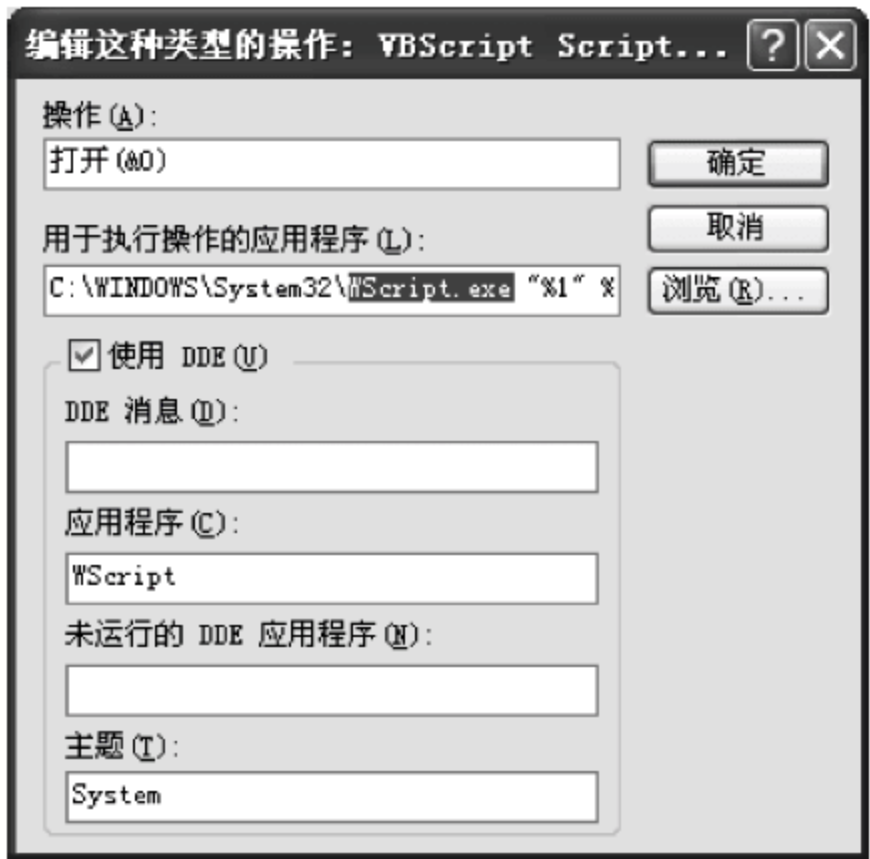 编辑这种类型的操作: VBScript Script...
操作(A):
打开(&O)
确定
取消
用于执行操作的应用程序(L):
C:\WINDOWS\System32\WScript.exe "%1" %
浏览(R)...
使用 DDE(U)
DDE 消息(D):
应用程序(C):
WScript
未运行的 DDE 应用程序(N):
主题(T):
System